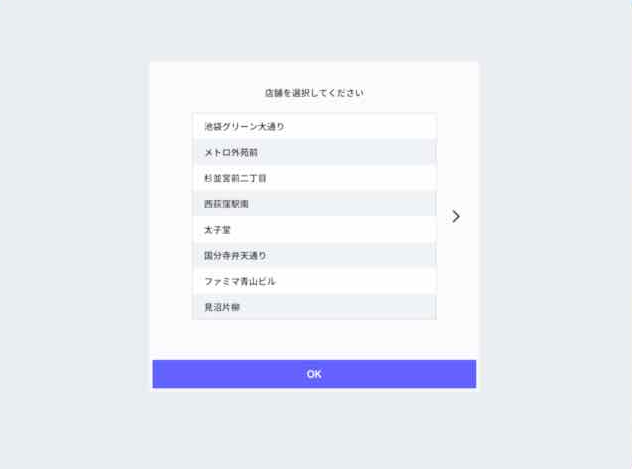 店舗を選択してください
池袋グリーン大通り
メトロ外苑前
杉並宮前二丁目
西荻窪駅南
太子堂
国分寺弁天通り
ファミマ青山ビル
見沼片柳
OK